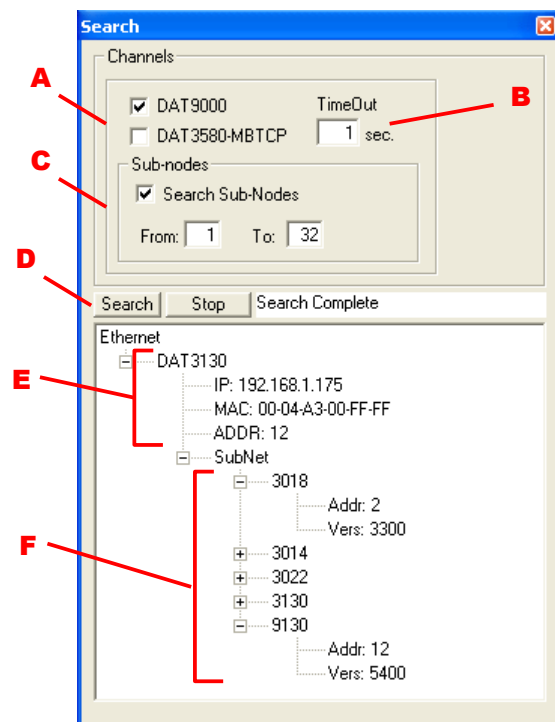 Search
Channels
A
DAT9000
TimeOut
B
DAT3580-MBTCP
1 sec.
C
Sub-nodes
Search Sub-Nodes
From: 1 To: 32
D
Search Stop Search Complete
Ethernet
DAT3130
E
IP: 192.168.1.175
MAC: 00-04-A3-00-FF-FF
ADDR: 12
SubNet
3018
Addr: 2
Vers: 3300
F
3014
3022
3130
9130
Addr: 12
Vers: 5400